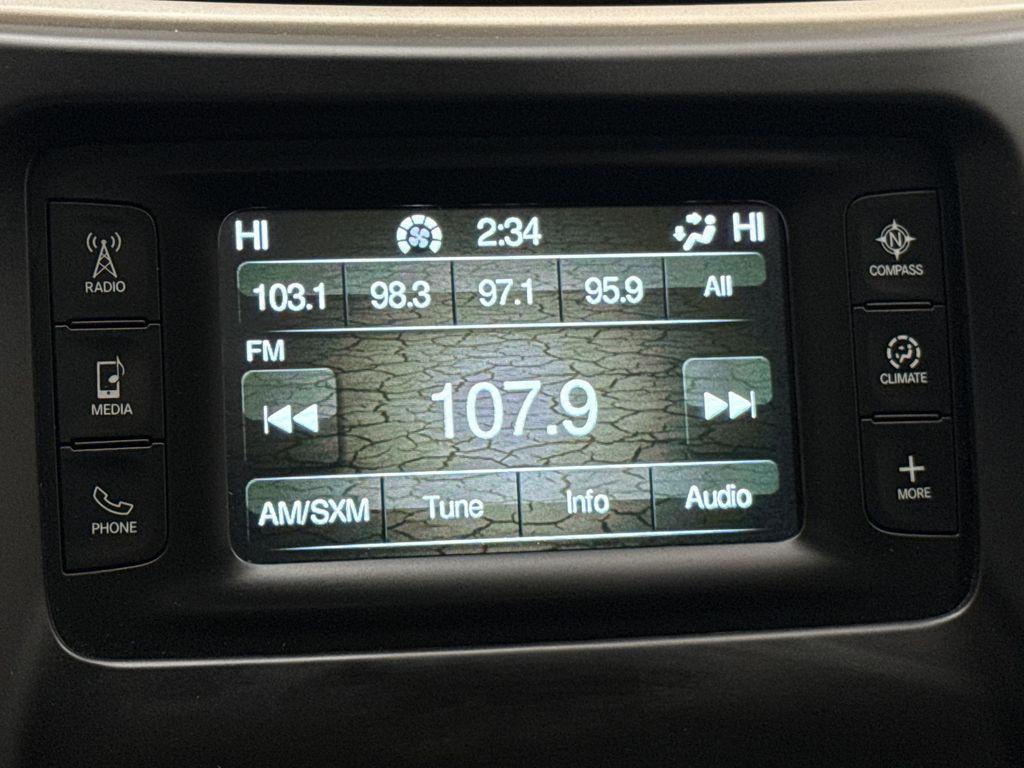 HI 2:34 HI
103.1 98.3 97.1 95.9 All
FM
107.9
AM/SXM Tune Info Audio
RADIO
MEDIA
PHONE
N
COMPASS
CLIMATE
MORE